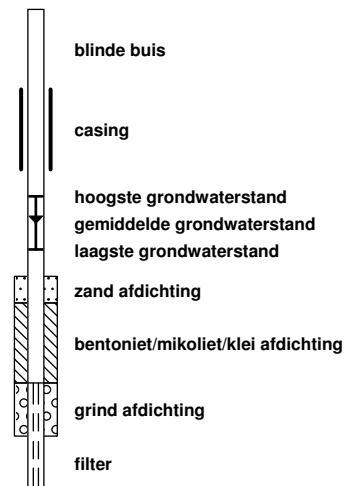 blinde buis
casing
hoogste grondwaterstand
gemiddelde grondwaterstand
laagste grondwaterstand
zand afdichting
bentoniet/mikoliet/klei afdichting
grind afdichting
filter